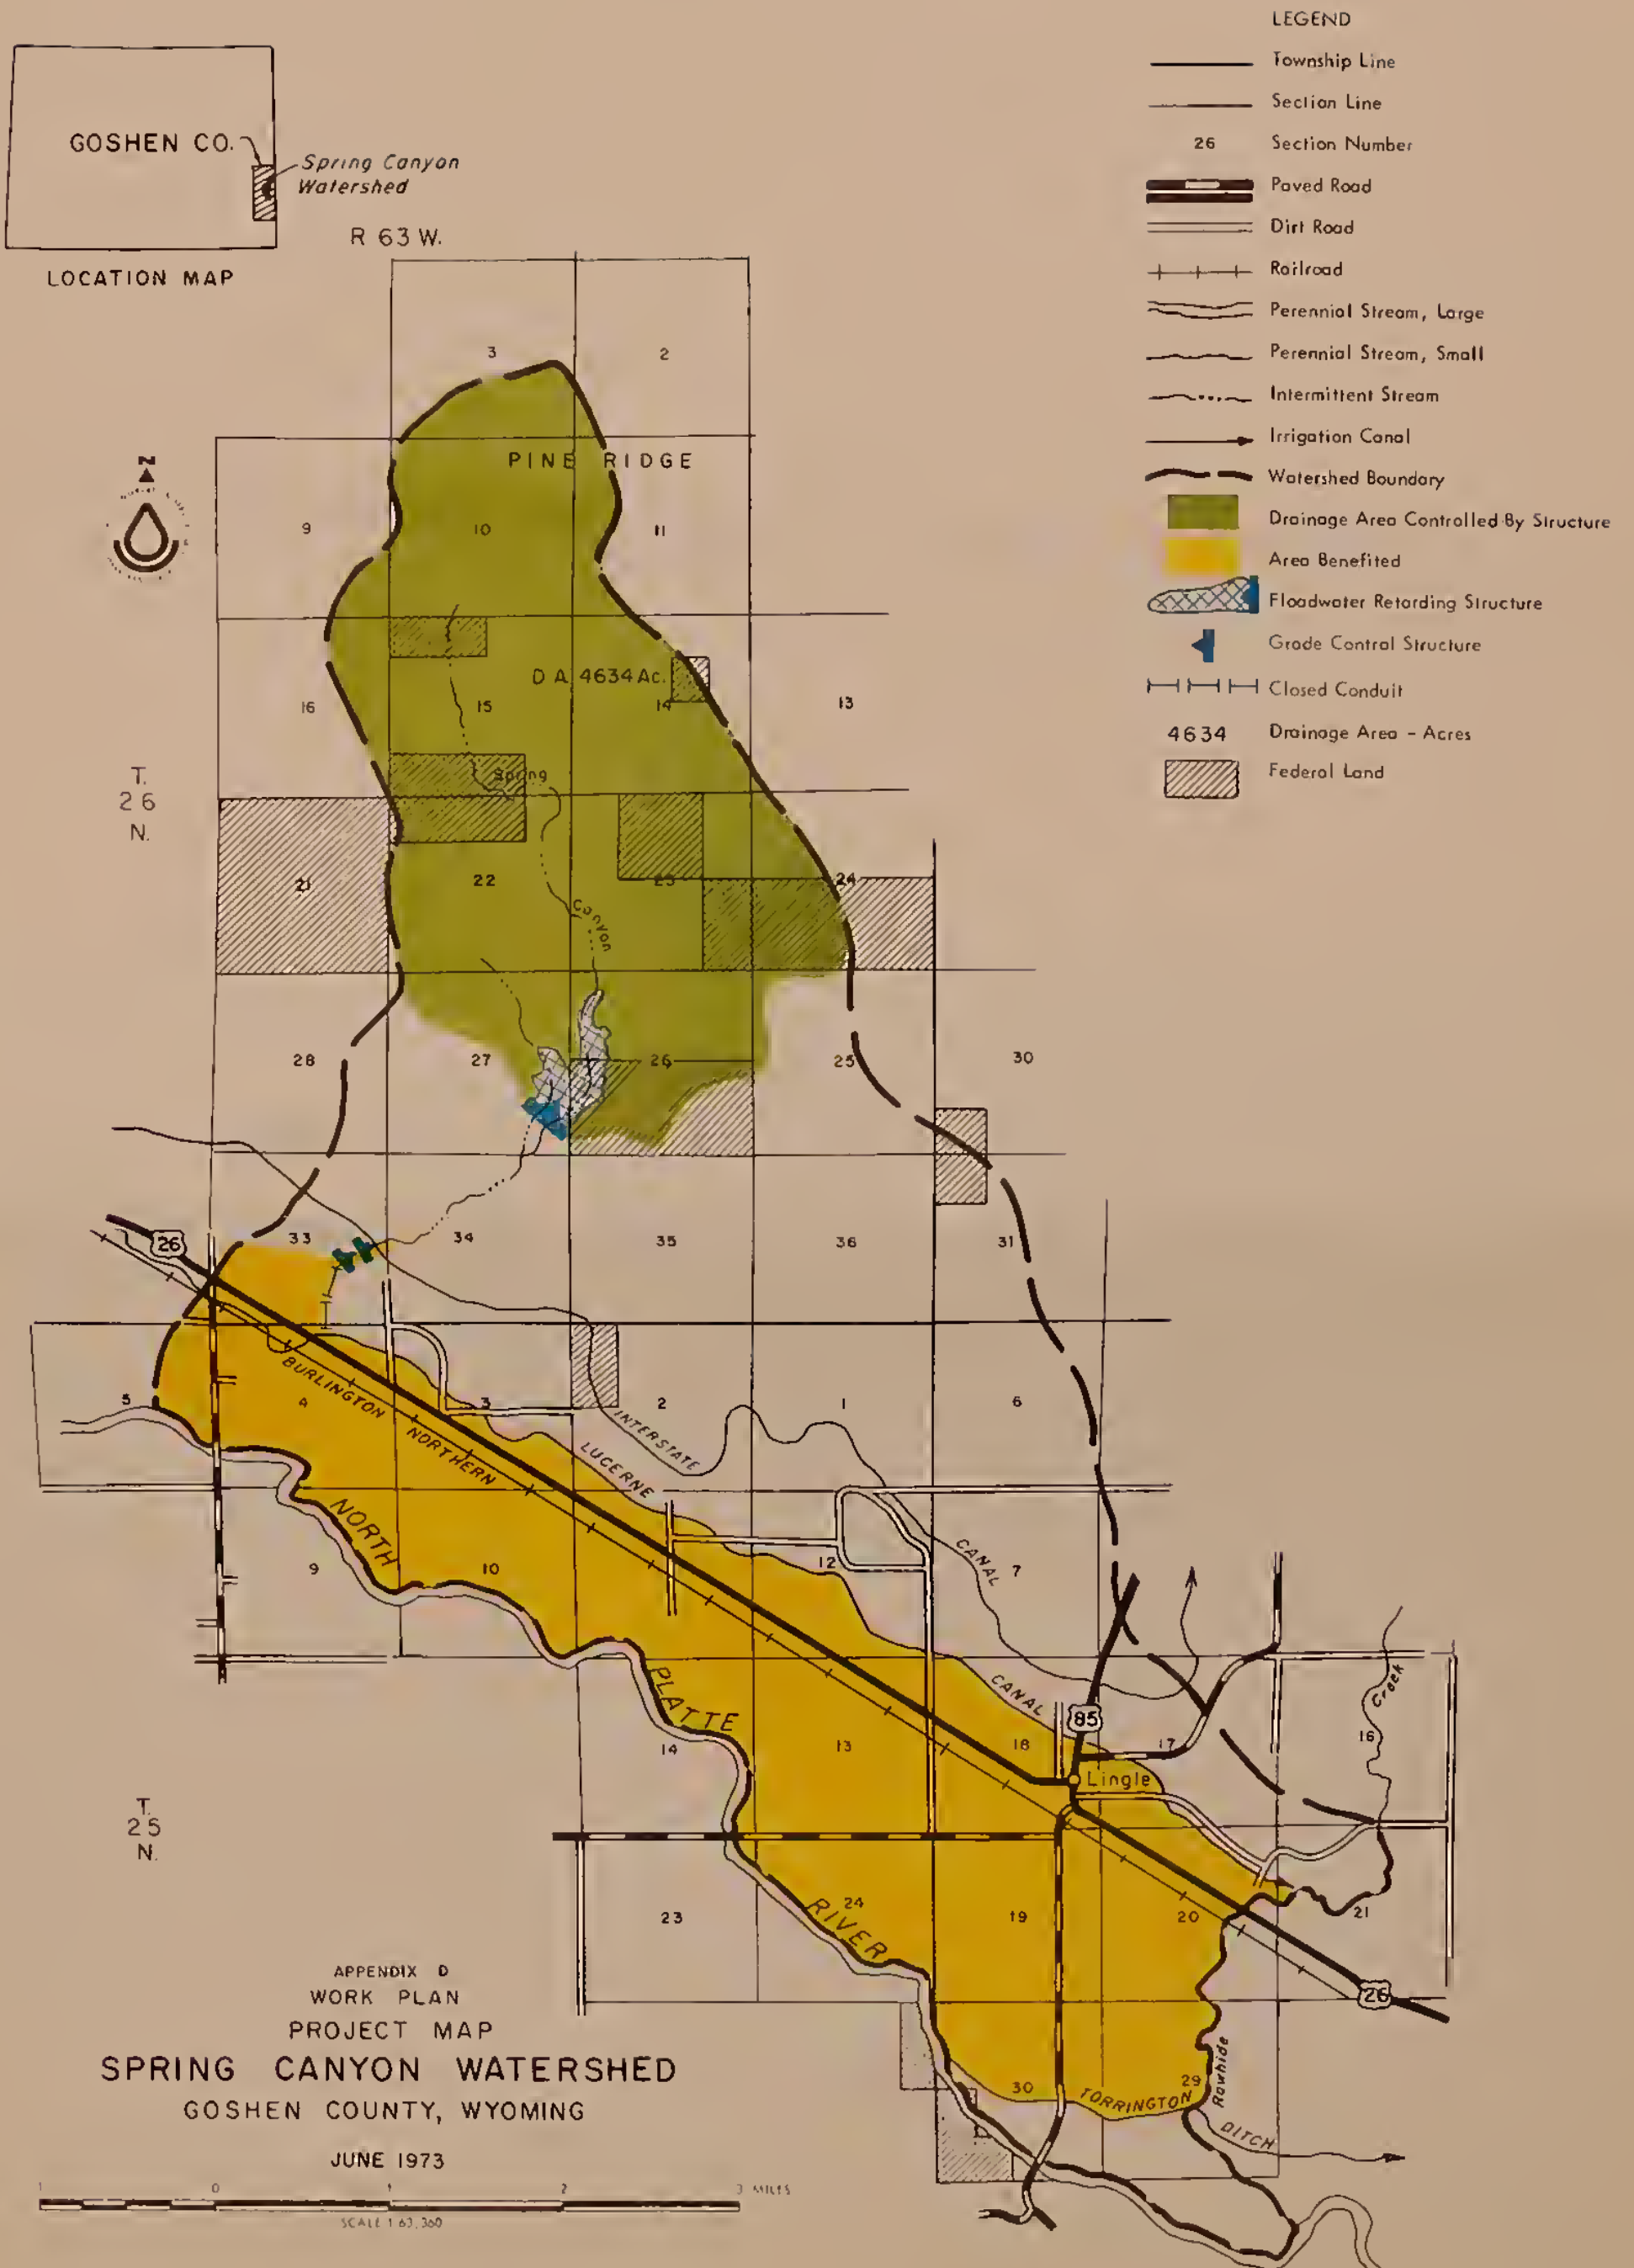 LEGEND
Township Line
Section Line
26 Section Number
Paved Road
Dirt Road
Railroad
Perennial Stream, Large
Perennial Stream, Small
Intermittent Stream
Irrigation Canal
Watershed Boundary
Drainage Area Controlled By Structure
Area Benefited
Floodwater Retarding Structure
Grade Control Structure
Closed Conduit
4634 Drainage Area - Acres
Federal Land
GOSHEN CO.
Spring Canyon
Watershed
LOCATION MAP
R 63 W.
N
3 2
PINE RIDGE
9 10 11
D A 4634 Ac.
16 15 14 13
T.
26
N.
Spring
21 22 23 24
Canyon
28 27 26 25 30
26
33 34 35 36 31
5 4 3 2 1 6
BURLINGTON
NORTHERN
LUCERNE
INTERSTATE
CANAL
NORTH
9 10 12 7
PLATTE
CANAL
85
Creek
14 13 18 17 16
Lingle
T.
25
N.
23 24 19 20 21
RIVER
26
30 29
TORRINGTON
Rawhide
DITCH
APPENDIX D
WORK PLAN
PROJECT MAP
SPRING CANYON WATERSHED
GOSHEN COUNTY, WYOMING
JUNE 1973
1 0 1 2 3 MILES
SCALE 1:63,360